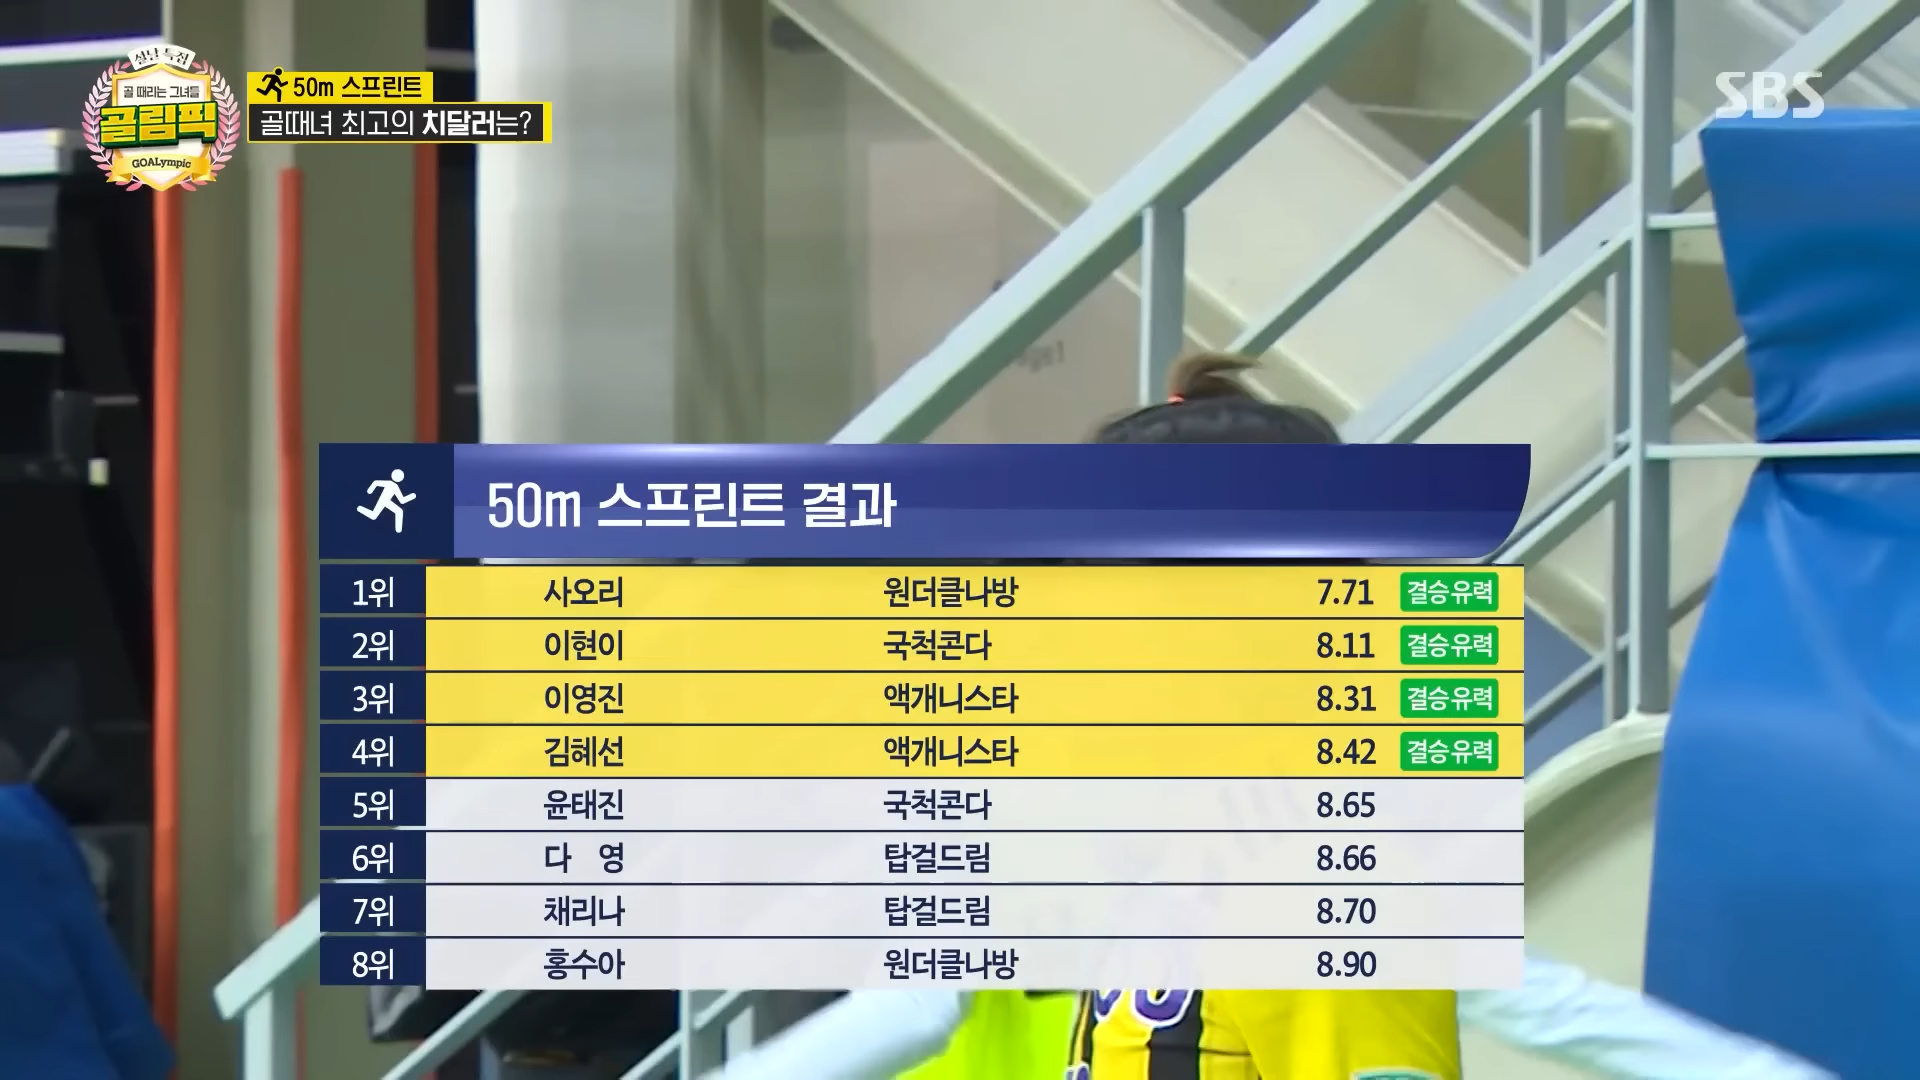 설날 특집
골 때리는 그녀들
골림픽
GOALympic
50m 스프린트
골때녀 최고의 치달러는?
SBS
50m 스프린트 결과
1위 사오리 원더클나방 7.71 결승유력
2위 이현이 국척콘다 8.11 결승유력
3위 이영진 액개니스타 8.31 결승유력
4위 김혜선 액개니스타 8.42 결승유력
5위 윤태진 국척콘다 8.65
6위 다 영 탑걸드림 8.66
7위 채리나 탑걸드림 8.70
8위 홍수아 원더클나방 8.90